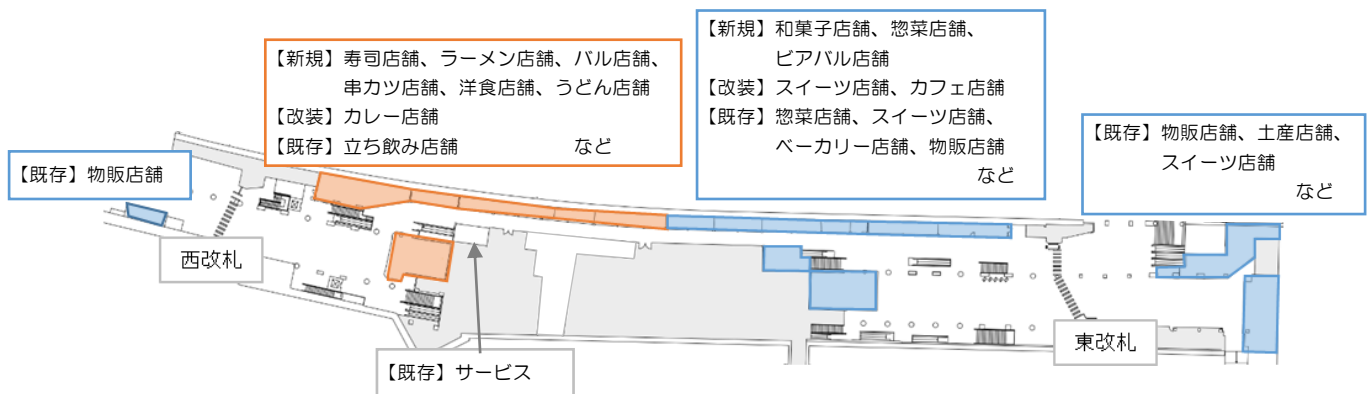 【新規】寿司店舗、ラーメン店舗、バル店舗、
串カツ店舗、洋食店舗、うどん店舗
【改装】カレー店舗
【既存】立ち飲み店舗 など
【新規】和菓子店舗、惣菜店舗、
ビアバル店舗
【改装】スイーツ店舗、カフェ店舗
【既存】惣菜店舗、スイーツ店舗、
ベーカリー店舗、物販店舗
など
【既存】物販店舗、土産店舗、
スイーツ店舗
など
【既存】物販店舗
西改札
東改札
【既存】サービス